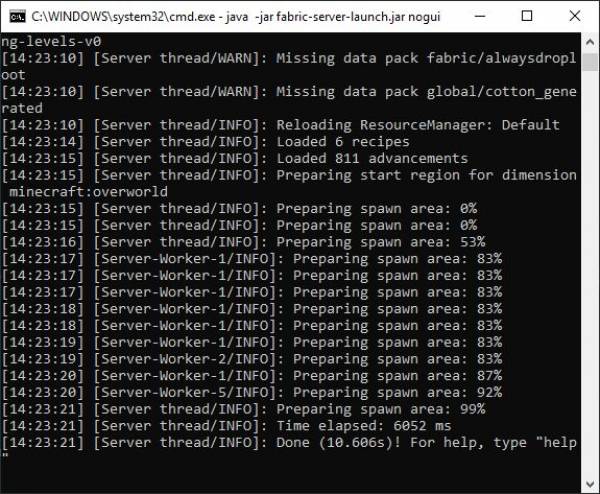 C:\WINDOWS\system32\cmd.exe - java  -jar fabric-server-launch.jar nogui
ng-levels-v0
[14:23:10] [Server thread/WARN]: Missing data pack fabric/alwaysdropl
oot
[14:23:10] [Server thread/WARN]: Missing data pack global/cotton_gene
rated
[14:23:10] [Server thread/INFO]: Reloading ResourceManager: Default
[14:23:14] [Server thread/INFO]: Loaded 6 recipes
[14:23:15] [Server thread/INFO]: Loaded 811 advancements
[14:23:15] [Server thread/INFO]: Preparing start region for dimension
 minecraft:overworld
[14:23:15] [Server thread/INFO]: Preparing spawn area: 0%
[14:23:15] [Server thread/INFO]: Preparing spawn area: 0%
[14:23:16] [Server thread/INFO]: Preparing spawn area: 53%
[14:23:17] [Server-Worker-1/INFO]: Preparing spawn area: 83%
[14:23:17] [Server-Worker-1/INFO]: Preparing spawn area: 83%
[14:23:17] [Server-Worker-1/INFO]: Preparing spawn area: 83%
[14:23:18] [Server-Worker-1/INFO]: Preparing spawn area: 83%
[14:23:18] [Server-Worker-1/INFO]: Preparing spawn area: 83%
[14:23:19] [Server-Worker-1/INFO]: Preparing spawn area: 83%
[14:23:19] [Server-Worker-2/INFO]: Preparing spawn area: 83%
[14:23:20] [Server-Worker-1/INFO]: Preparing spawn area: 87%
[14:23:20] [Server-Worker-5/INFO]: Preparing spawn area: 92%
[14:23:21] [Server thread/INFO]: Preparing spawn area: 99%
[14:23:21] [Server thread/INFO]: Time elapsed: 6052 ms
[14:23:21] [Server thread/INFO]: Done (10.606s)! For help, type "help
"